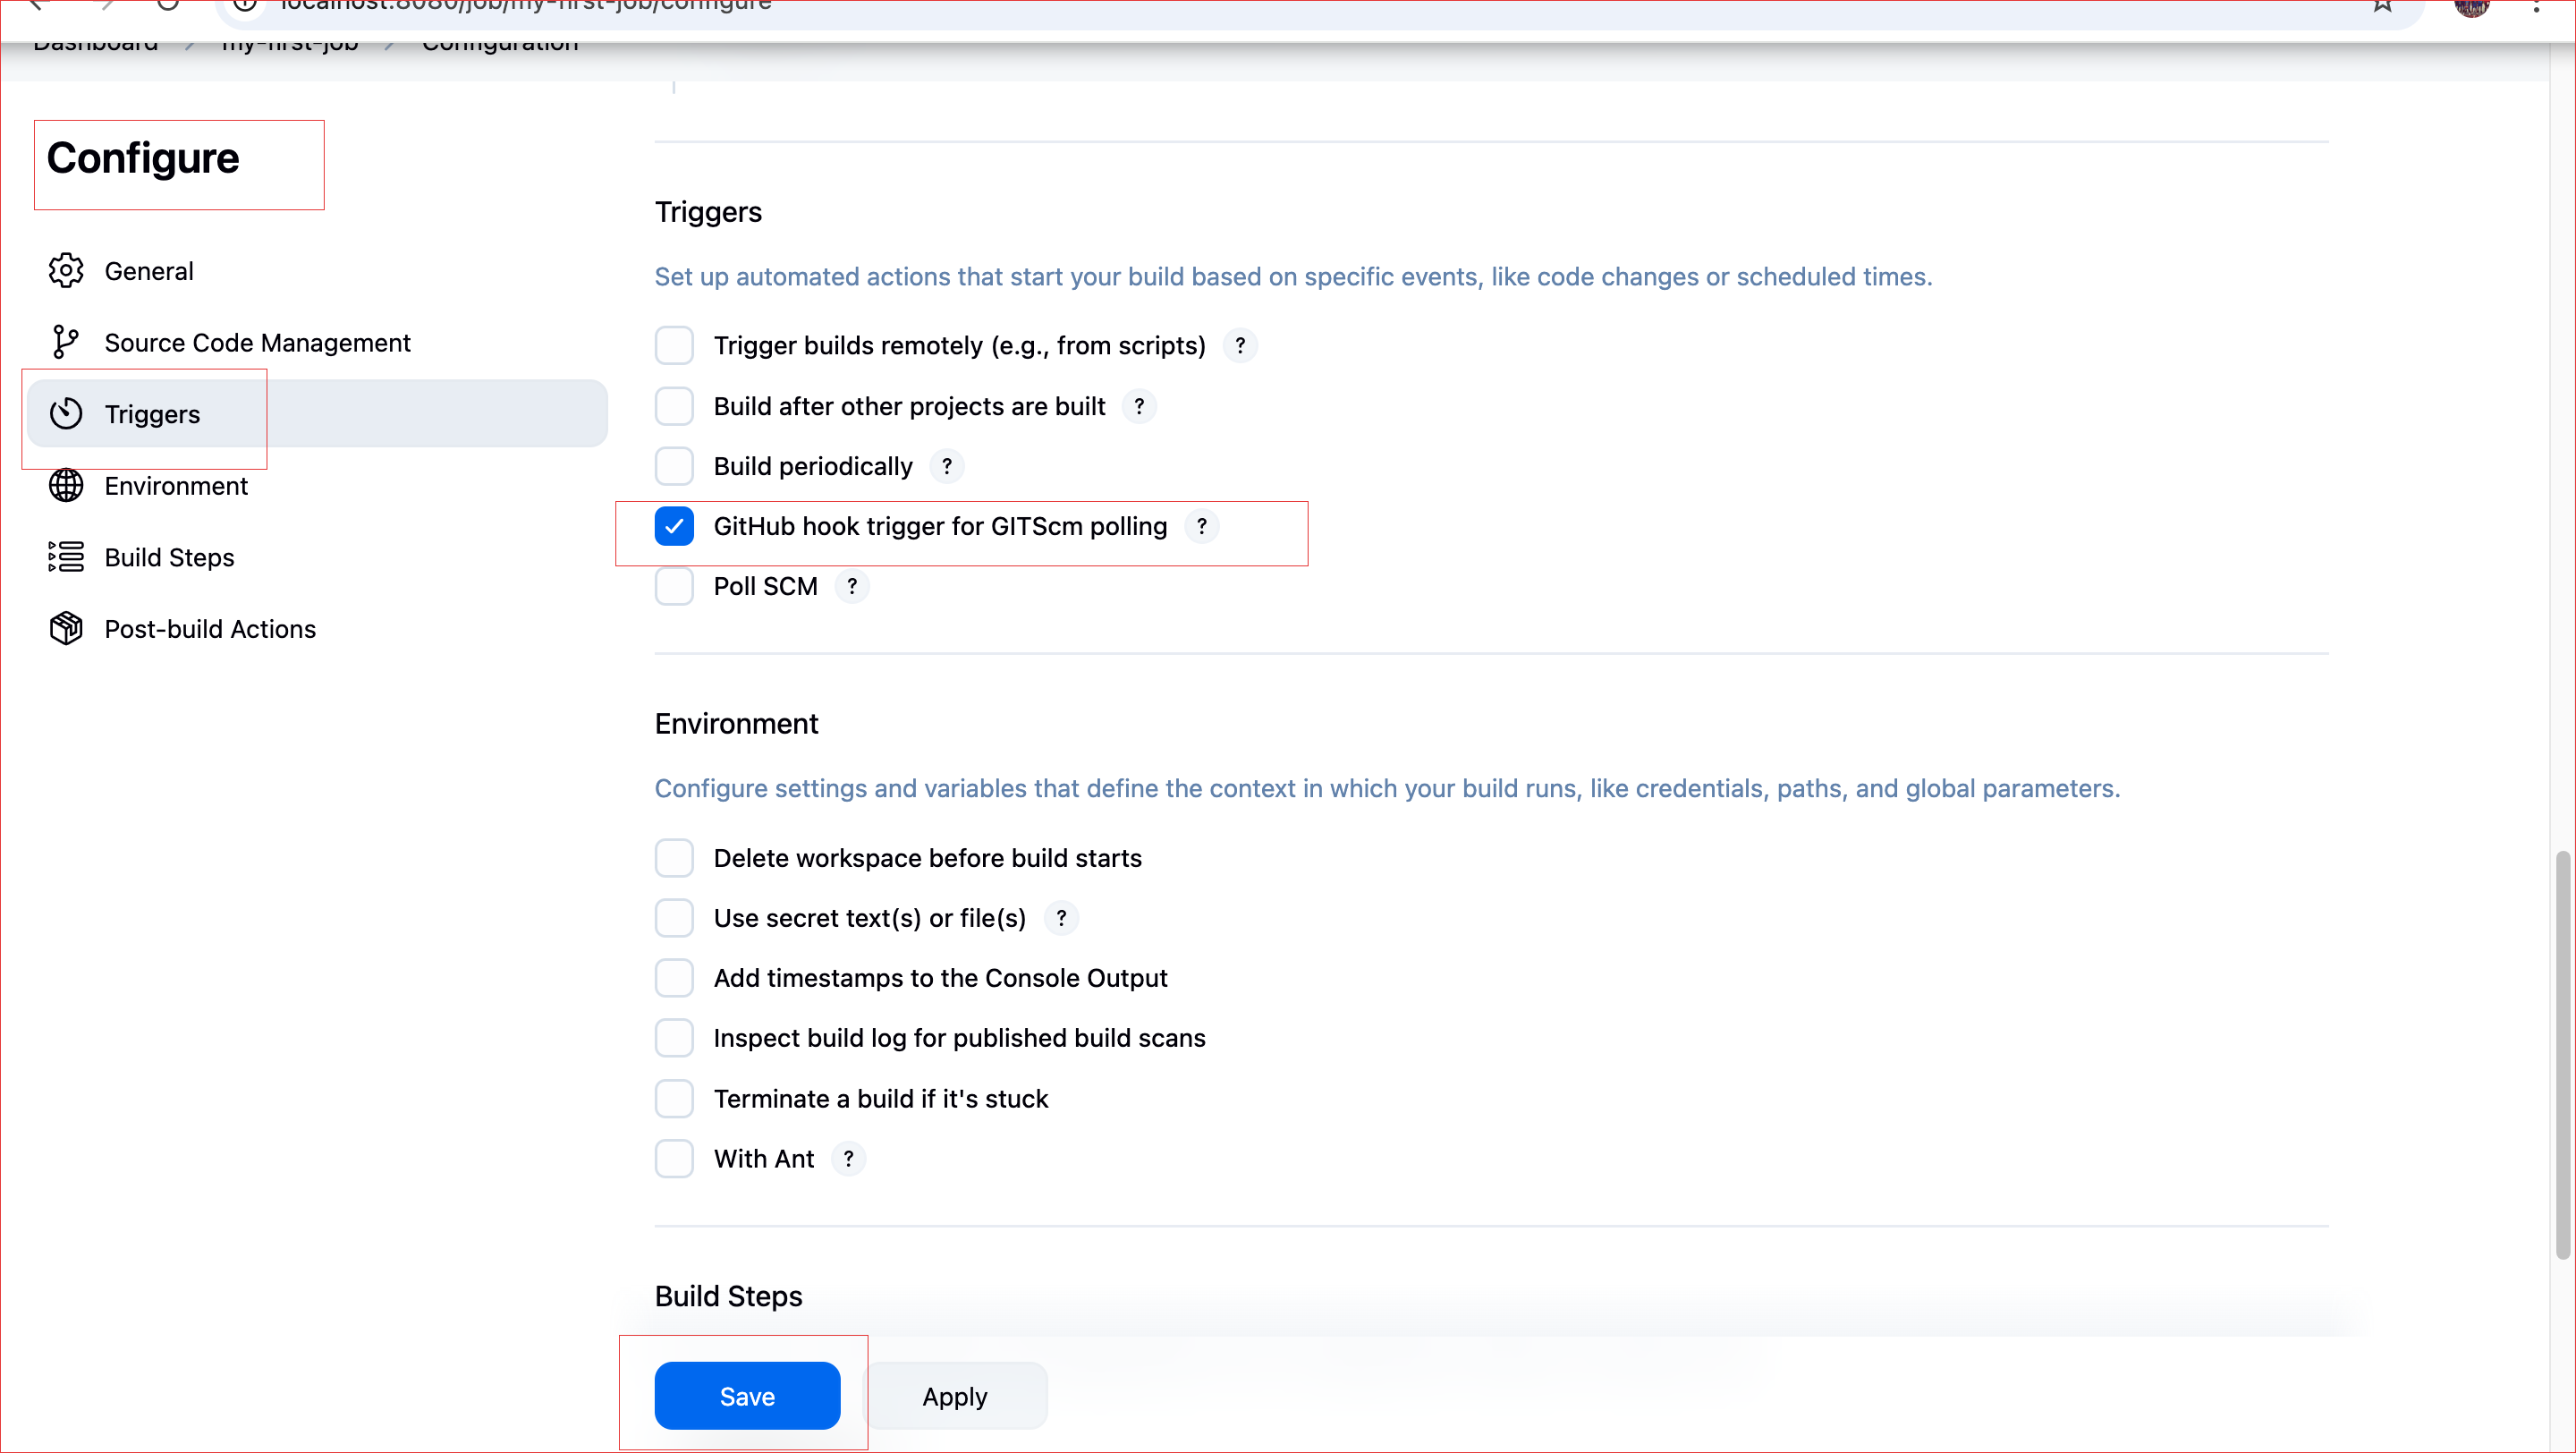 localhost:8080/job/my-first-job/configure
Dashboard / my-first-job / Configuration
Configure
General
Source Code Management
Triggers
Environment
Build Steps
Post-build Actions
Triggers
Set up automated actions that start your build based on specific events, like code changes or scheduled times.
Trigger builds remotely (e.g., from scripts) ?
Build after other projects are built ?
Build periodically ?
GitHub hook trigger for GITScm polling ?
Poll SCM ?
Environment
Configure settings and variables that define the context in which your build runs, like credentials, paths, and global parameters.
Delete workspace before build starts
Use secret text(s) or file(s) ?
Add timestamps to the Console Output
Inspect build log for published build scans
Terminate a build if it's stuck
With Ant ?
Build Steps
Save
Apply